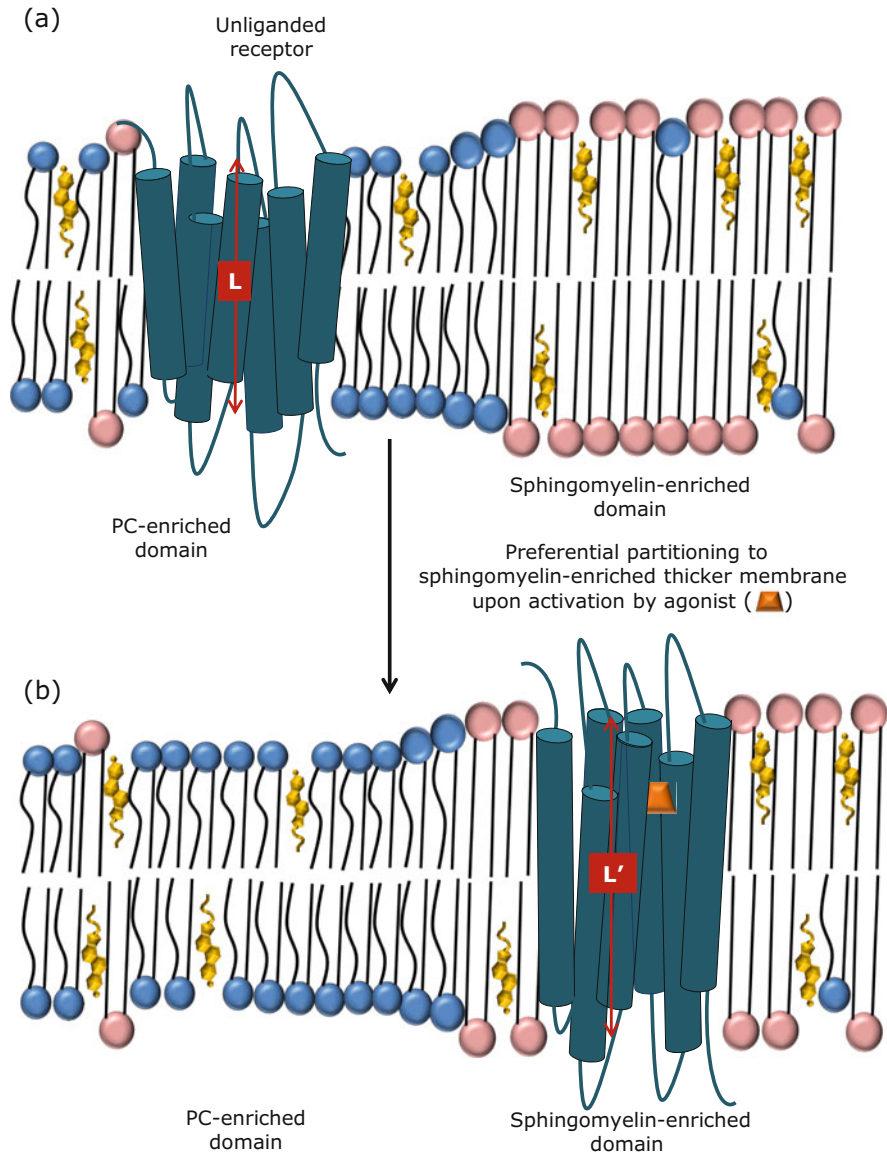 (a)
Unliganded
receptor
L
PC-enriched
domain
Sphingomyelin-enriched
domain
Preferential partitioning to
sphingomyelin-enriched thicker membrane
upon activation by agonist ( )
(b)
L′
PC-enriched
domain
Sphingomyelin-enriched
domain